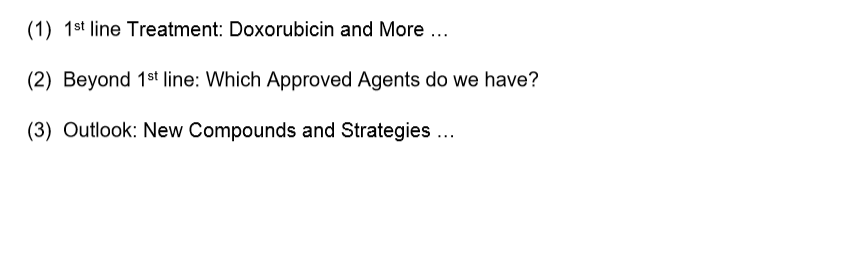 (1) 1st line Treatment: Doxorubicin and More …
(2) Beyond 1st line: Which Approved Agents do we have?
(3) Outlook: New Compounds and Strategies …